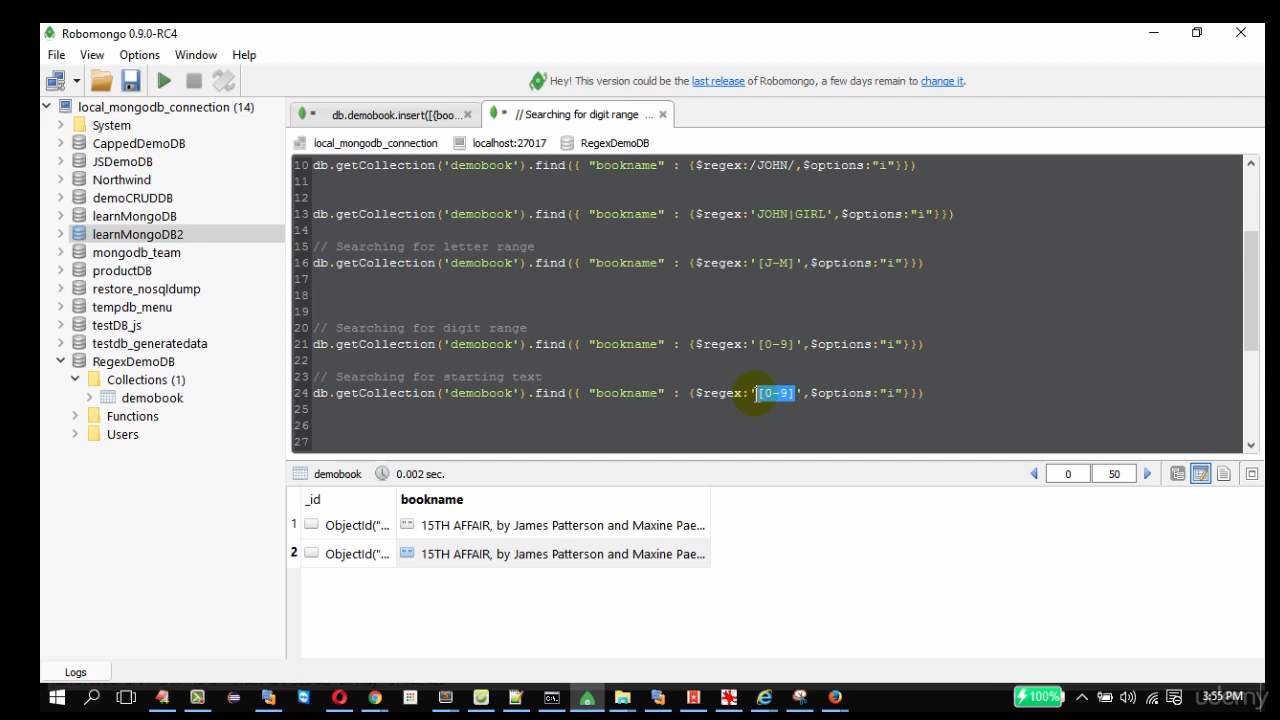 Robomongo 0.9.0-RC4
File View Options Window Help
Hey! This version could be the last release of Robomongo, a few days remain to change it.
local_mongodb_connection (14)
System
CappedDemoDB
JSDemoDB
Northwind
demoCRUDDB
learnMongoDB
learnMongoDB2
mongodb_team
productDB
restore_nosqldump
tempdb_menu
testDB_js
testdb_generatedata
RegexDemoDB
Collections (1)
demobook
Functions
Users
* db.demobook.insert([{boo... * // Searching for digit range ...
local_mongodb_connection localhost:27017 RegexDemoDB
10 db.getCollection('demobook').find({ "bookname" : {$regex:/JOHN/,$options:"i"}})
11
12
13 db.getCollection('demobook').find({ "bookname" : {$regex:'JOHN|GIRL',$options:"i"}})
14
15 // Searching for letter range
16 db.getCollection('demobook').find({ "bookname" : {$regex:'[J-M]',$options:"i"}})
17
18
19
20 // Searching for digit range
21 db.getCollection('demobook').find({ "bookname" : {$regex:'[0-9]',$options:"i"}})
22
23 // Searching for starting text
24 db.getCollection('demobook').find({ "bookname" : {$regex:'[0-9]',$options:"i"}})
25
26
27
demobook 0.002 sec. 0 50
_id bookname
1 ObjectId("... 15TH AFFAIR, by James Patterson and Maxine Pae...
2 ObjectId("... 15TH AFFAIR, by James Patterson and Maxine Pae...
Logs
100% 3:55 PM
udemy